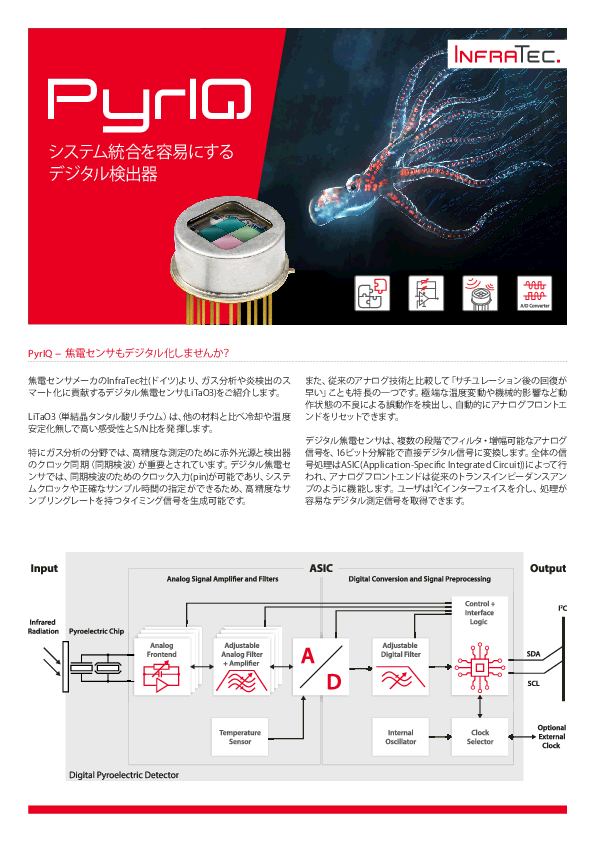 INFRATEC.
PyrIQ
システム統合を容易にする
デジタル検出器
A/D Converter
PyrIQ – 焦電センサもデジタル化しませんか?
焦電センサメーカのInfraTec社(ドイツ)より、ガス分析や炎検出のス
マート化に貢献するデジタル焦電センサ(LiTaO3)をご紹介します。
LiTaO3（単結晶タンタル酸リチウム）は、他の材料と比べ冷却や温度
安定化無しで高い感受性とS/N比を発揮します。
特にガス分析の分野では、高精度な測定のために赤外光源と検出器
のクロック同期（同期検波）が重要とされています。デジタル焦電セ
ンサでは、同期検波のためのクロック入力(pin)が可能であり、システ
ムクロックや正確なサンプル時間の指定ができるため、高精度なサ
ンプリングレートを持つタイミング信号を生成可能です。
また、従来のアナログ技術と比較して「サチュレーション後の回復が
早い」ことも特長の一つです。極端な温度変動や機械的影響など動
作状態の不良による誤動作を検出し、自動的にアナログフロントエ
ンドをリセットできます。
デジタル焦電センサは、複数の段階でフィルタ・増幅可能なアナログ
信号を、16ビット分解能で直接デジタル信号に変換します。全体の信
号処理はASIC(Application-Specific Integrated Circuit)によって行
われ、アナログフロントエンドは従来のトランスインピーダンスアン
プのように機能します。ユーザはI²Cインターフェイスを介し、処理が
容易なデジタル測定信号を取得できます。
Input
ASIC
Output
Analog Signal Amplifier and Filters
Digital Conversion and Signal Preprocessing
Infrared
Radiation
Pyroelectric Chip
Analog
Frontend
Adjustable
Analog Filter
+ Amplifier
A
D
Adjustable
Digital Filter
Control +
Interface
Logic
I²C
SDA
SCL
Temperature
Sensor
Internal
Oscillator
Clock
Selector
Optional
External
Clock
Digital Pyroelectric Detector